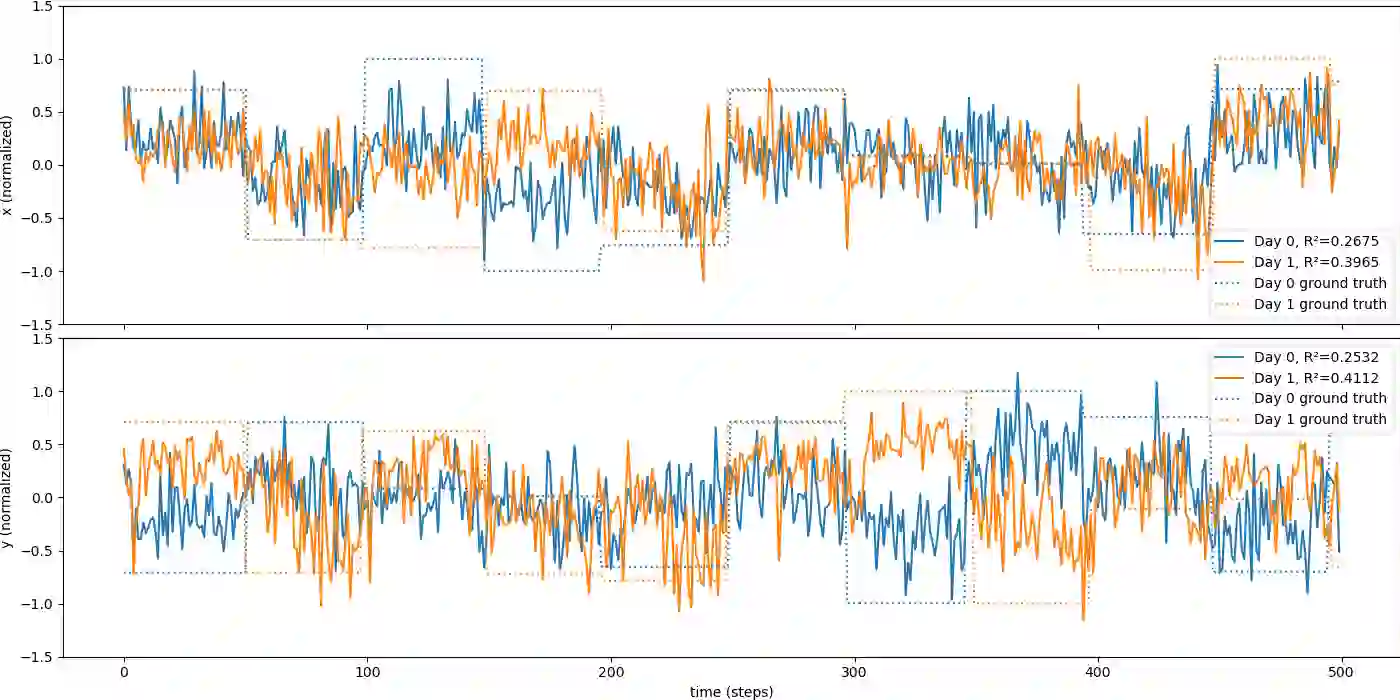 1.5
1.0
0.5
0.0
−0.5
−1.0
−1.5
x (normalized)
Day 0, R²=0.2675
Day 1, R²=0.3965
Day 0 ground truth
Day 1 ground truth
1.5
1.0
0.5
0.0
−0.5
−1.0
−1.5
y (normalized)
Day 0, R²=0.2532
Day 1, R²=0.4112
Day 0 ground truth
Day 1 ground truth
0 100 200 300 400 500
time (steps)